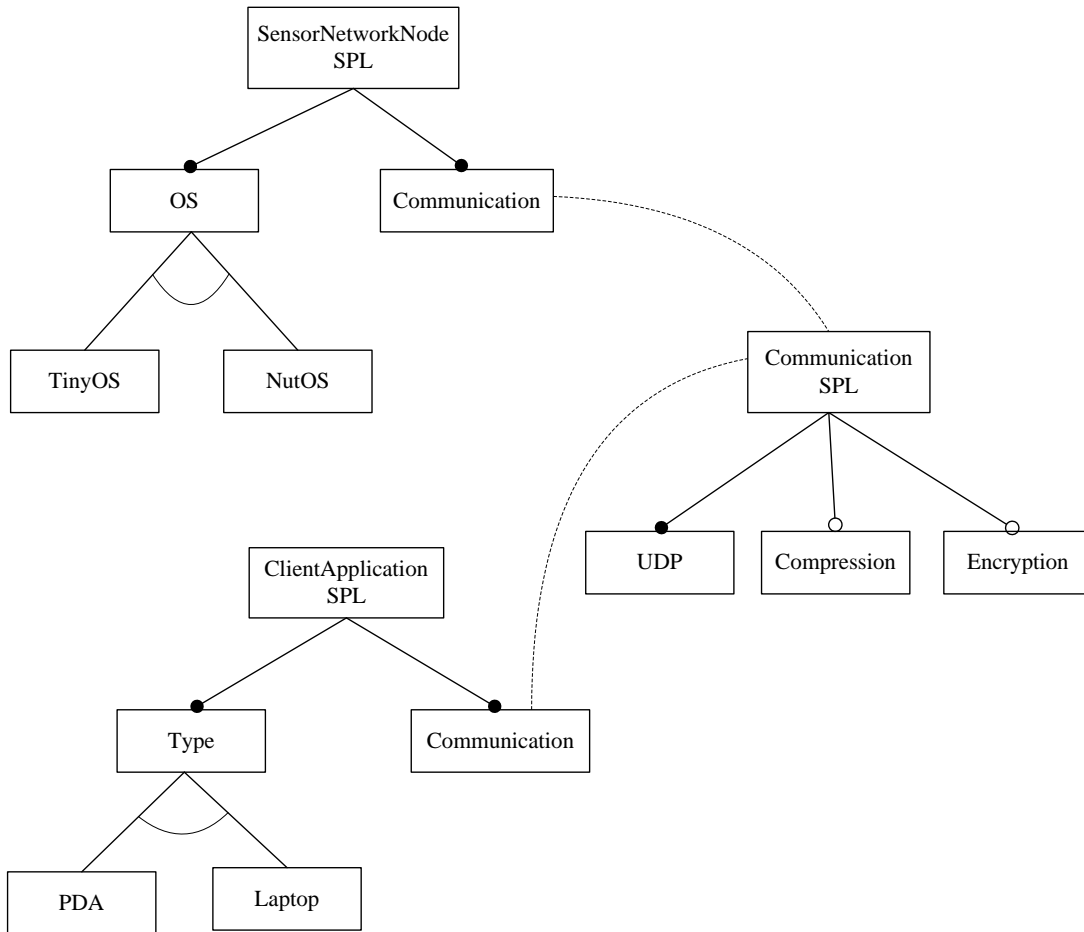 SensorNetworkNode
SPL
OS
Communication
TinyOS
NutOS
Communication
SPL
UDP
Compression
Encryption
ClientApplication
SPL
Type
Communication
PDA
Laptop